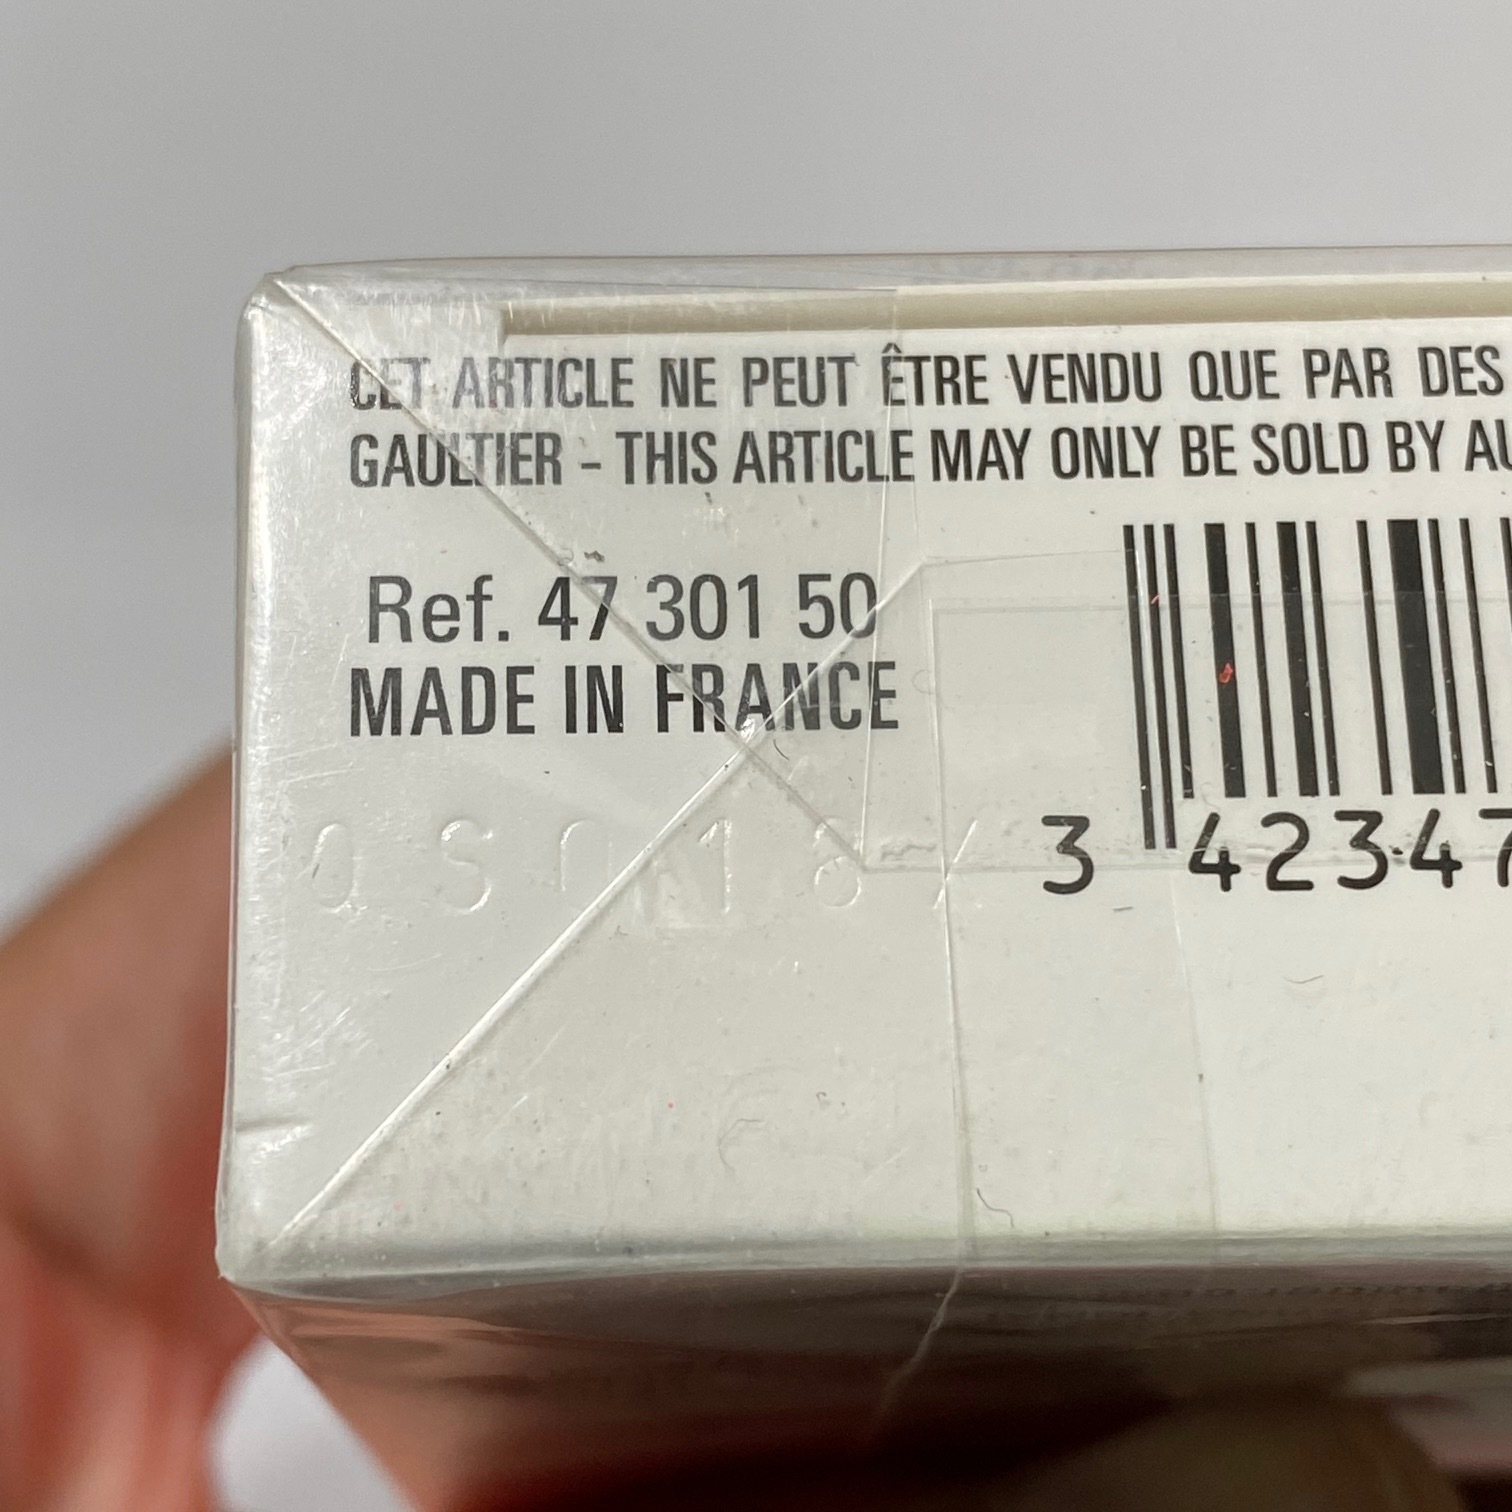 CET ARTICLE NE PEUT ÊTRE VENDU QUE PAR DES
GAULTIER - THIS ARTICLE MAY ONLY BE SOLD BY AU
Ref. 47 301 50
MADE IN FRANCE
3 42347